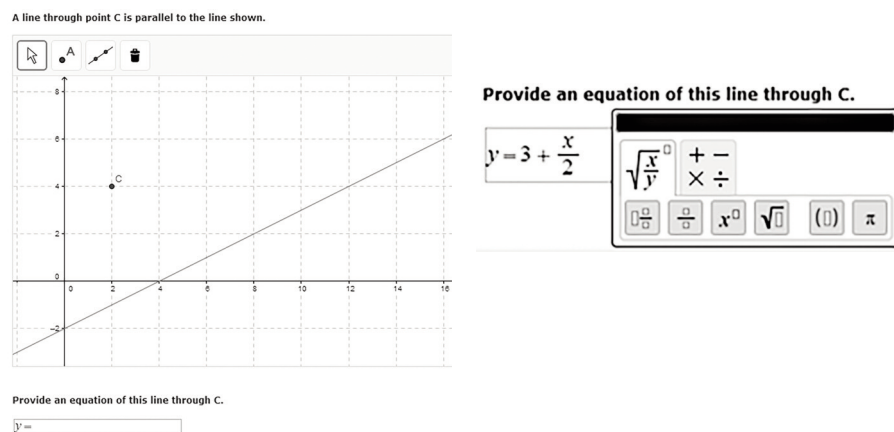 A line through point C is parallel to the line shown.
A
8
6
C
4
2
0
0 2 4 6 8 10 12 14 16
-2
Provide an equation of this line through C.
y =
Provide an equation of this line through C.
y = 3 + x/2
√ x/y ▯
+ −
× ÷
▯ ▯/▯
▯/▯
x▯
√▯
(▯)
π